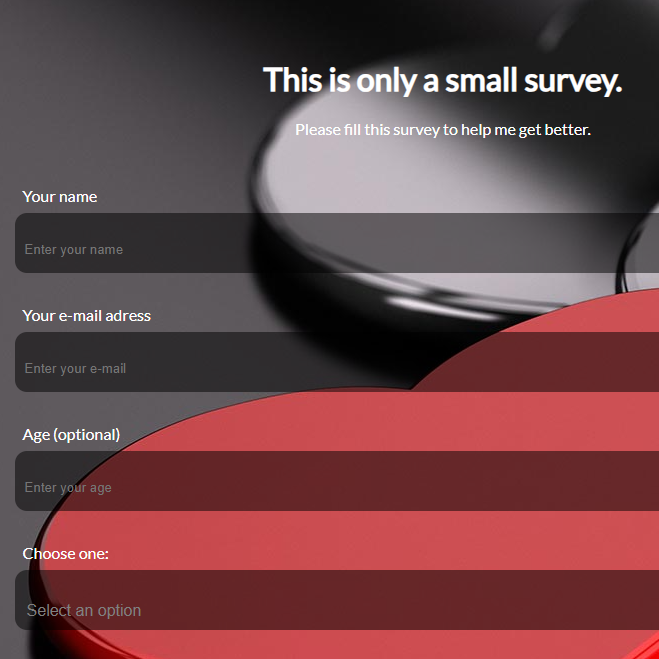 This is only a small survey.
Please fill this survey to help me get better.
Your name
Enter your name
Your e-mail adress
Enter your e-mail
Age (optional)
Enter your age
Choose one:
Select an option